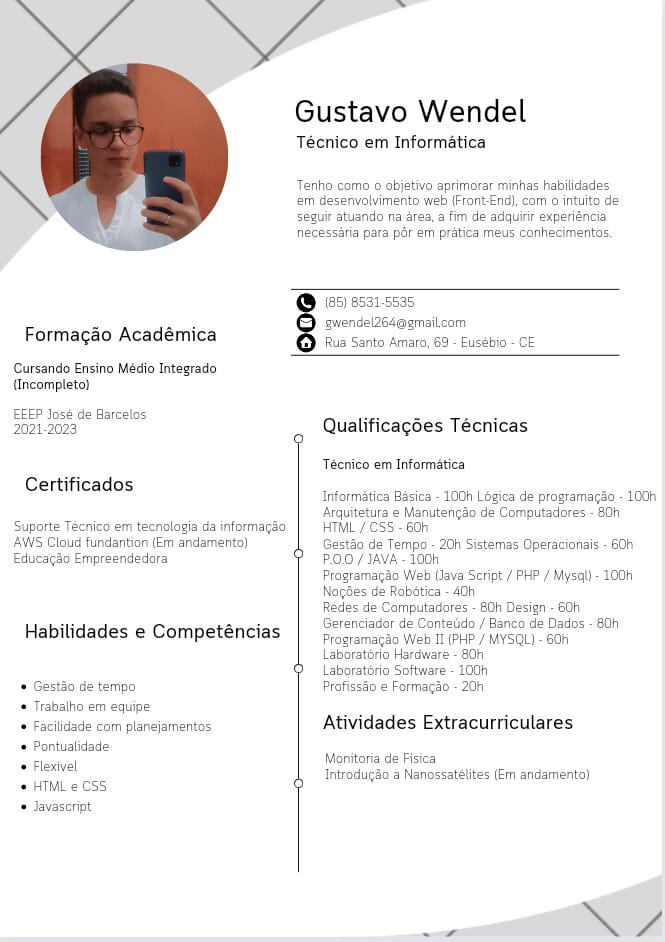 Gustavo Wendel
Técnico em Informática
Tenho como o objetivo aprimorar minhas habilidades
em desenvolvimento web (Front-End), com o intuito de
seguir atuando na área, a fim de adquirir experiência
necessária para pôr em prática meus conhecimentos.
(85) 8531-5535
gwendel264@gmail.com
Rua Santo Amaro, 69 - Eusébio - CE
Formação Acadêmica
Cursando Ensino Médio Integrado
(Incompleto)
EEEP José de Barcelos
2021-2023
Certificados
Suporte Técnico em tecnologia da informação
AWS Cloud fundantion (Em andamento)
Educação Empreendedora
Habilidades e Competências
Gestão de tempo
Trabalho em equipe
Facilidade com planejamentos
Pontualidade
Flexivel
HTML e CSS
Javascript
Qualificações Técnicas
Técnico em Informática
Informática Básica - 100h Lógica de programação - 100h
Arquitetura e Manutenção de Computadores - 80h
HTML / CSS - 60h
Gestão de Tempo - 20h Sistemas Operacionais - 60h
P.O.O / JAVA - 100h
Programação Web (Java Script / PHP / Mysql) - 100h
Noções de Robótica - 40h
Redes de Computadores - 80h Design - 60h
Gerenciador de Conteúdo / Banco de Dados - 80h
Programação Web II (PHP / MYSQL) - 60h
Laboratório Hardware - 80h
Laboratório Software - 100h
Profissão e Formação - 20h
Atividades Extracurriculares
Monitoria de Física
Introdução a Nanossatélites (Em andamento)